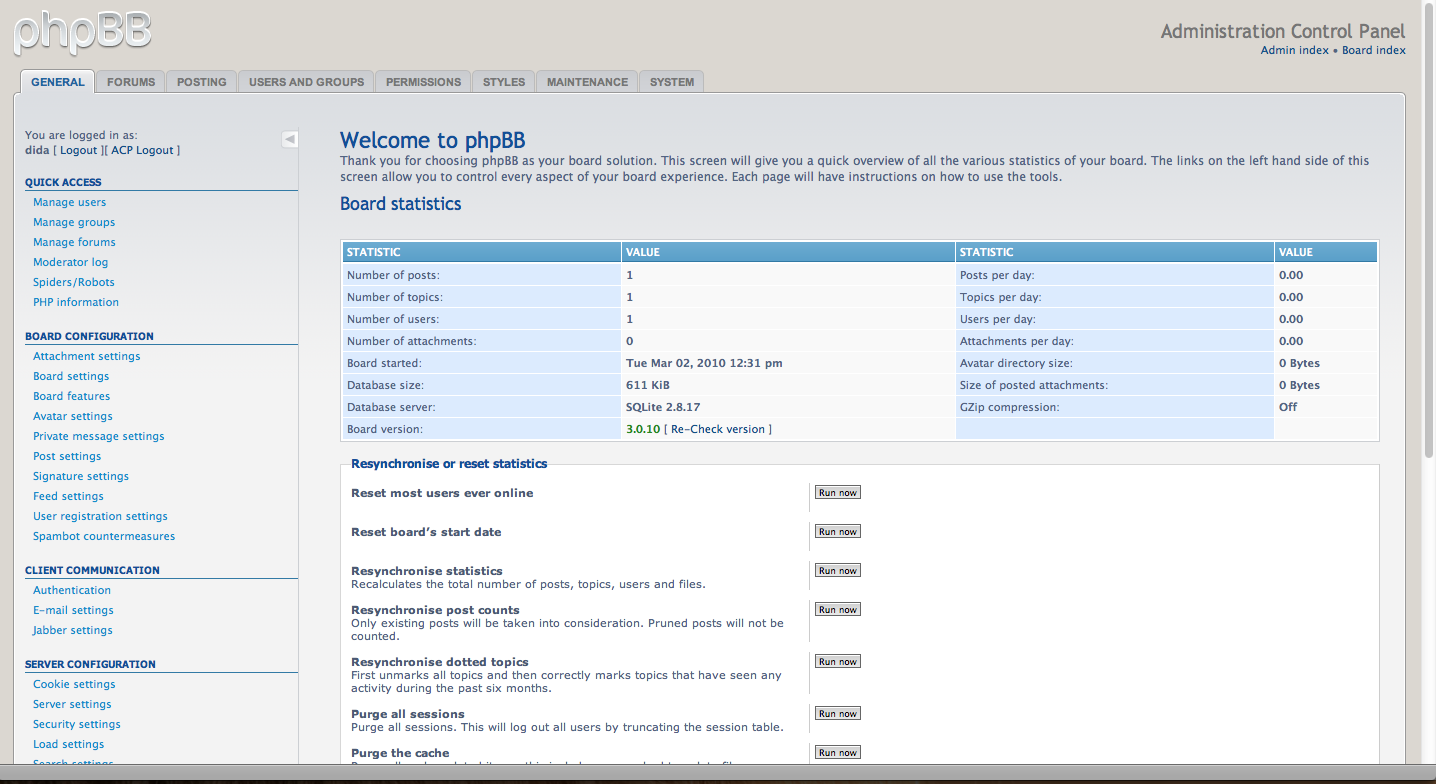 phpBB
Administration Control Panel
Admin index • Board index
GENERAL FORUMS POSTING USERS AND GROUPS PERMISSIONS STYLES MAINTENANCE SYSTEM
You are logged in as:
dida [ Logout ][ ACP Logout ]
QUICK ACCESS
Manage users
Manage groups
Manage forums
Moderator log
Spiders/Robots
PHP information
BOARD CONFIGURATION
Attachment settings
Board settings
Board features
Avatar settings
Private message settings
Post settings
Signature settings
Feed settings
User registration settings
Spambot countermeasures
CLIENT COMMUNICATION
Authentication
E-mail settings
Jabber settings
SERVER CONFIGURATION
Cookie settings
Server settings
Security settings
Load settings
Search settings
Welcome to phpBB
Thank you for choosing phpBB as your board solution. This screen will give you a quick overview of all the various statistics of your board. The links on the left hand side of this
screen allow you to control every aspect of your board experience. Each page will have instructions on how to use the tools.
Board statistics
STATISTIC VALUE STATISTIC VALUE
Number of posts: 1 Posts per day: 0.00
Number of topics: 1 Topics per day: 0.00
Number of users: 1 Users per day: 0.00
Number of attachments: 0 Attachments per day: 0.00
Board started: Tue Mar 02, 2010 12:31 pm Avatar directory size: 0 Bytes
Database size: 611 KiB Size of posted attachments: 0 Bytes
Database server: SQLite 2.8.17 GZip compression: Off
Board version: 3.0.10 [ Re-Check version ]
Resynchronise or reset statistics
Reset most users ever online Run now
Reset board's start date Run now
Resynchronise statistics Run now
Recalculates the total number of posts, topics, users and files.
Resynchronise post counts Run now
Only existing posts will be taken into consideration. Pruned posts will not be
counted.
Resynchronise dotted topics Run now
First unmarks all topics and then correctly marks topics that have seen any
activity during the past six months.
Purge all sessions Run now
Purge all sessions. This will log out all users by truncating the session table.
Purge the cache Run now